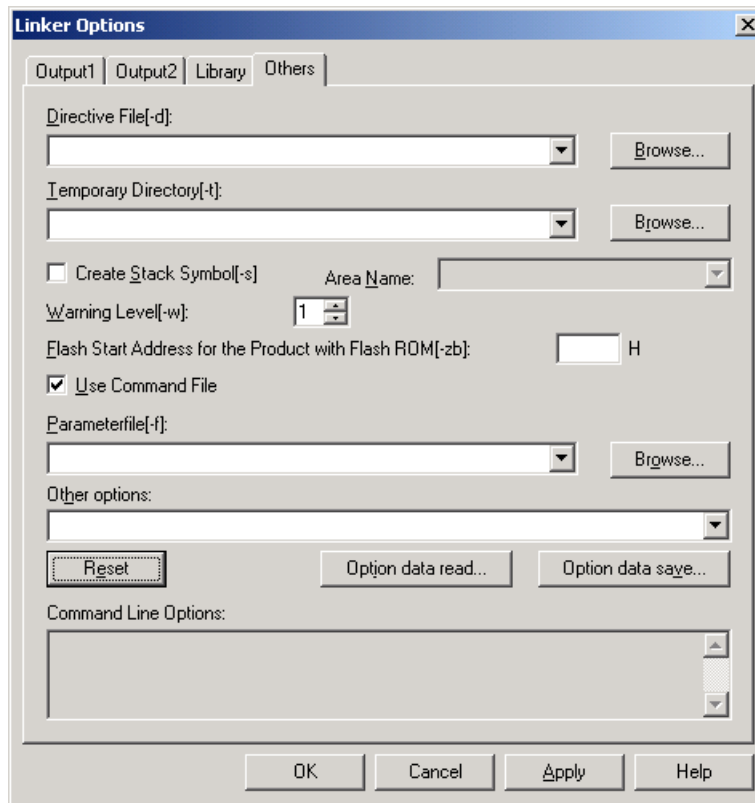 Linker Options
Output1 Output2 Library Others
Directive File[-d]:
Browse...
Temporary Directory[-t]:
Browse...
Create Stack Symbol[-s] Area Name:
Warning Level[-w]: 1
Flash Start Address for the Product with Flash ROM[-zb]: H
Use Command File
Parameterfile[-f]:
Browse...
Other options:
Reset Option data read... Option data save...
Command Line Options:
OK Cancel Apply Help